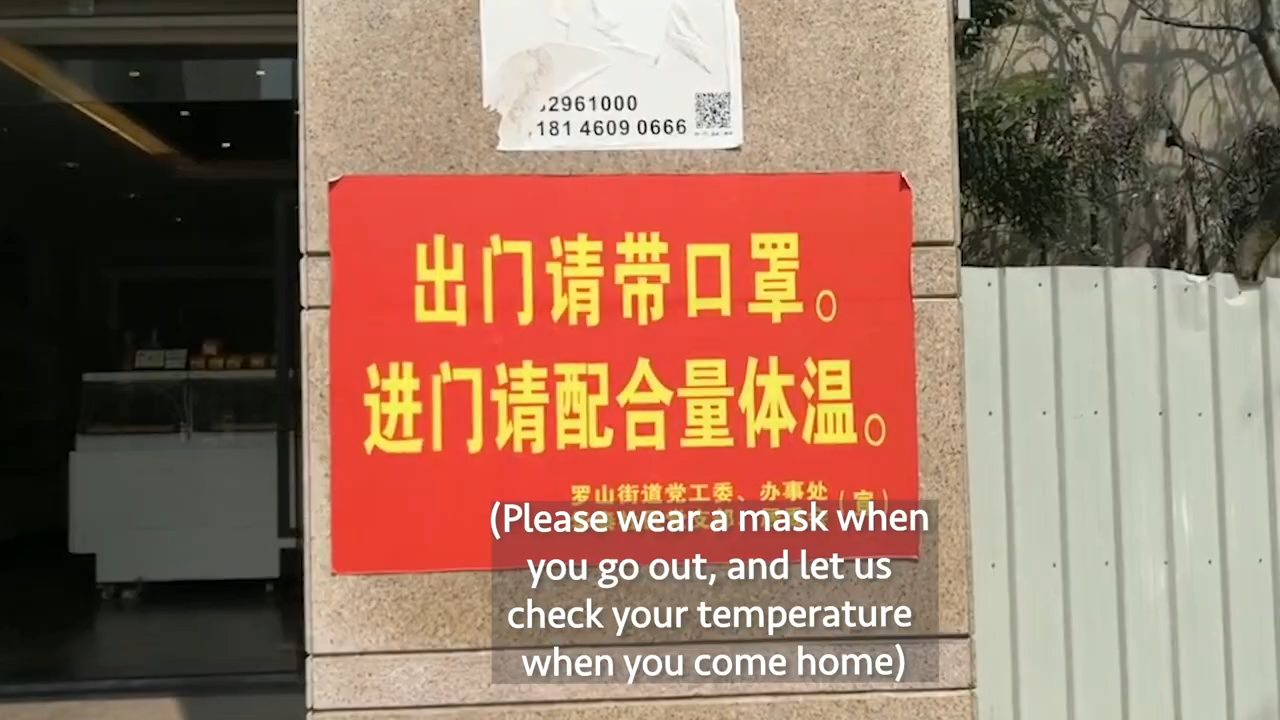 2961000
181 4609 0666
出门请带口罩。
进门请配合量体温。
罗山街道党工委、办事处
(宣)
(Please wear a mask when
you go out, and let us
check your temperature
when you come home)